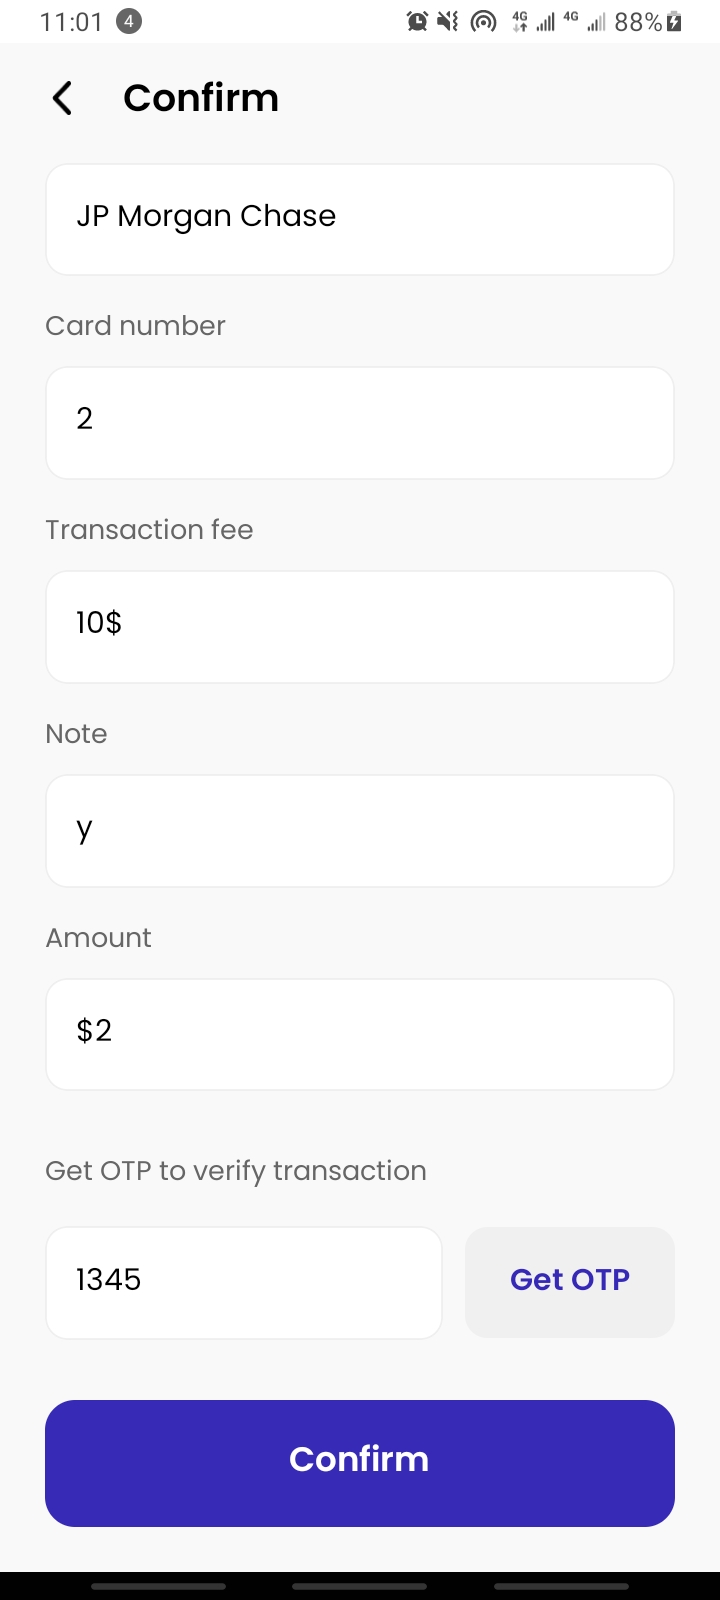 11:01 4 4G 4G 88%
Confirm
JP Morgan Chase
Card number
2
Transaction fee
10$
Note
y
Amount
$2
Get OTP to verify transaction
1345 Get OTP
Confirm